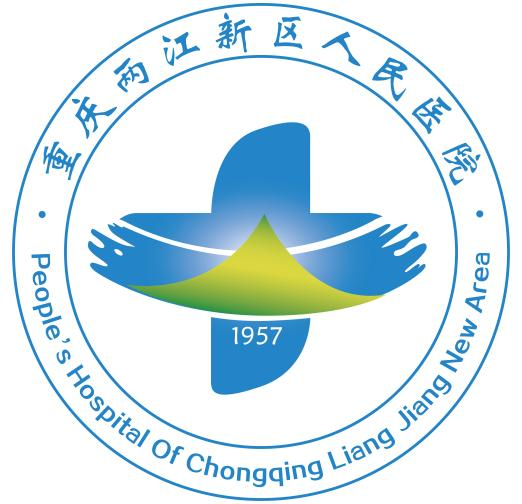 重庆两江新区人民医院
1957
People's Hospital Of Chongqing Liang Jiang New Area